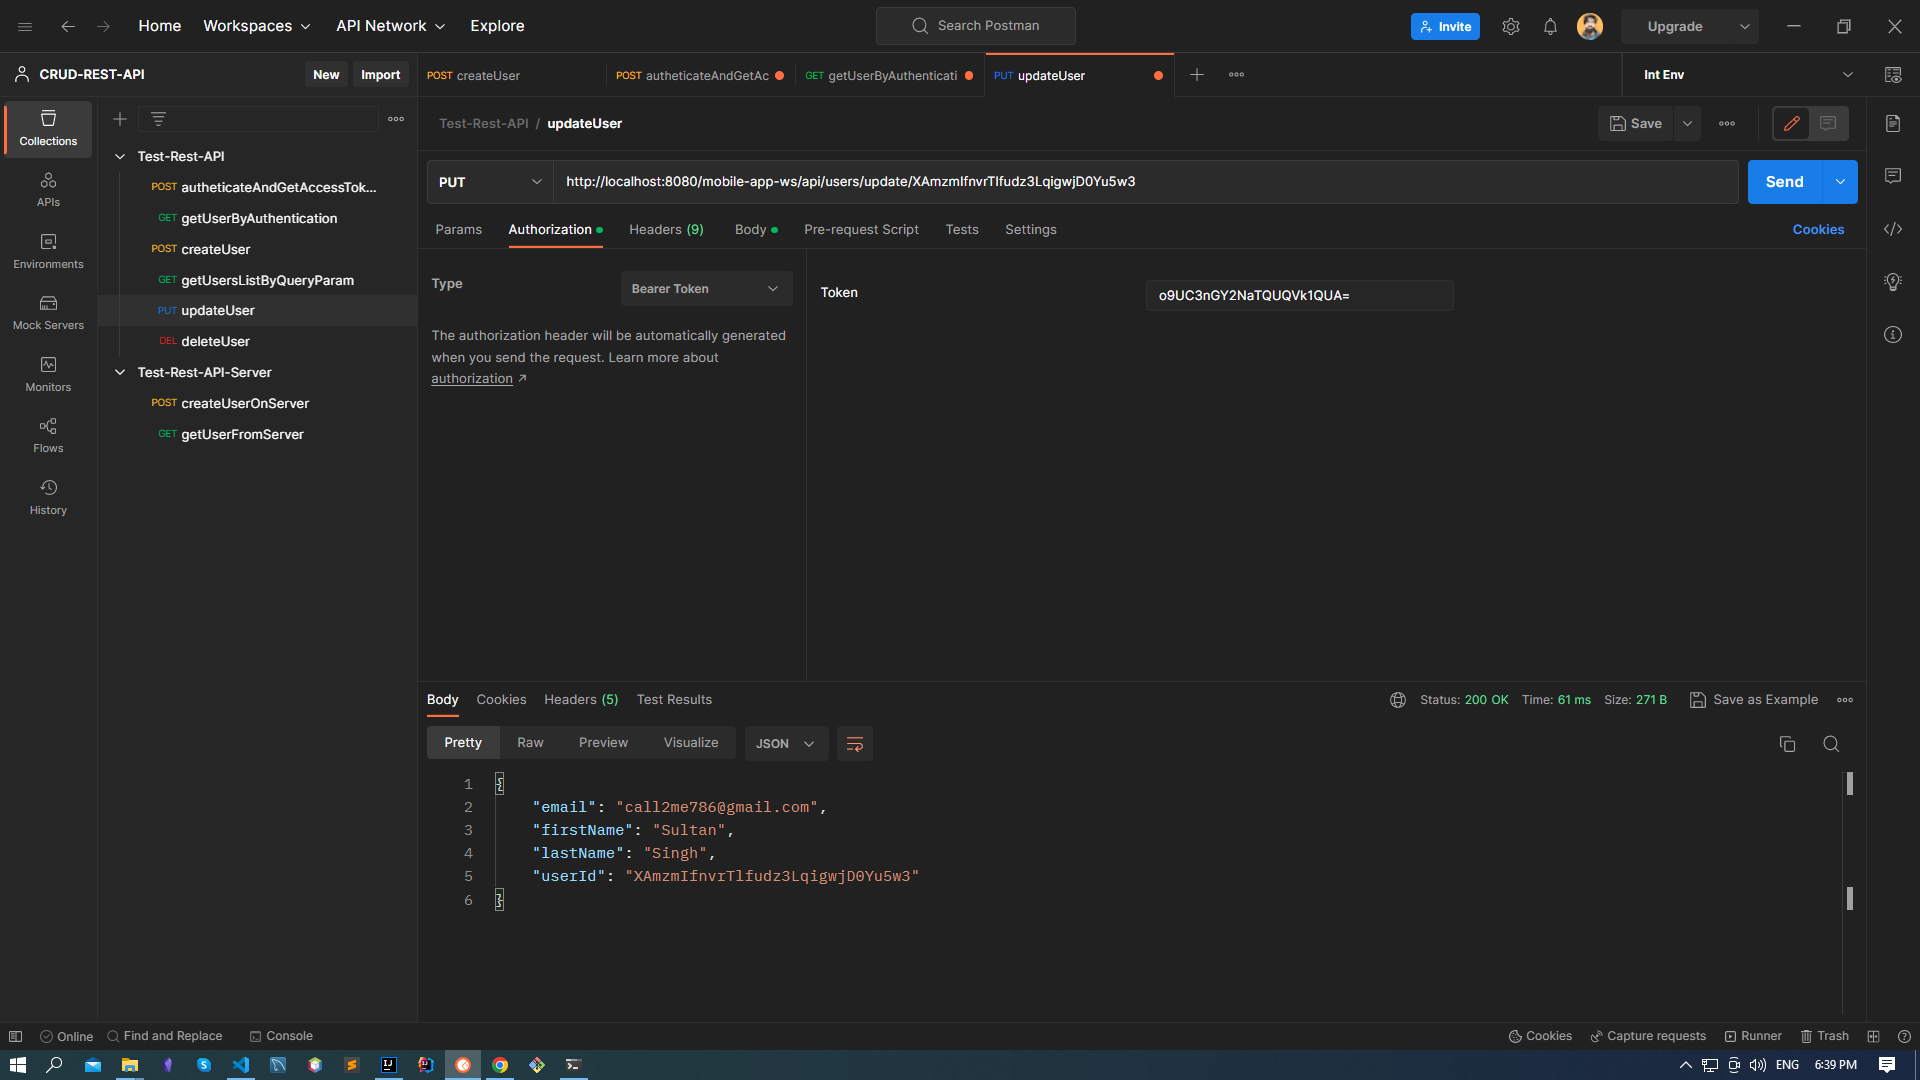 Home
Workspaces
API Network
Explore
Search Postman
Invite
Upgrade
CRUD-REST-API
New
Import
POST createUser
POST autheticateAndGetAc
GET getUserByAuthenticati
PUT updateUser
Int Env
Collections
APIs
Environments
Mock Servers
Monitors
Flows
History
Test-Rest-API
POST autheticateAndGetAccessTok...
GET getUserByAuthentication
POST createUser
GET getUsersListByQueryParam
PUT updateUser
DEL deleteUser
Test-Rest-API-Server
POST createUserOnServer
GET getUserFromServer
Test-Rest-API / updateUser
Save
PUT
http://localhost:8080/mobile-app-ws/api/users/update/XAmzmIfnvrTlfudz3LqigwjD0Yu5w3
Send
Params
Authorization
Headers (9)
Body
Pre-request Script
Tests
Settings
Cookies
Type
Bearer Token
The authorization header will be automatically generated
when you send the request. Learn more about
authorization ↗
Token
o9UC3nGY2NaTQUQVk1QUA=
Body
Cookies
Headers (5)
Test Results
Status: 200 OK
Time: 61 ms
Size: 271 B
Save as Example
Pretty
Raw
Preview
Visualize
JSON
1 {
2 "email": "call2me786@gmail.com",
3 "firstName": "Sultan",
4 "lastName": "Singh",
5 "userId": "XAmzmIfnvrTlfudz3LqigwjD0Yu5w3"
6 }
Online
Find and Replace
Console
Cookies
Capture requests
Runner
Trash
ENG
6:39 PM